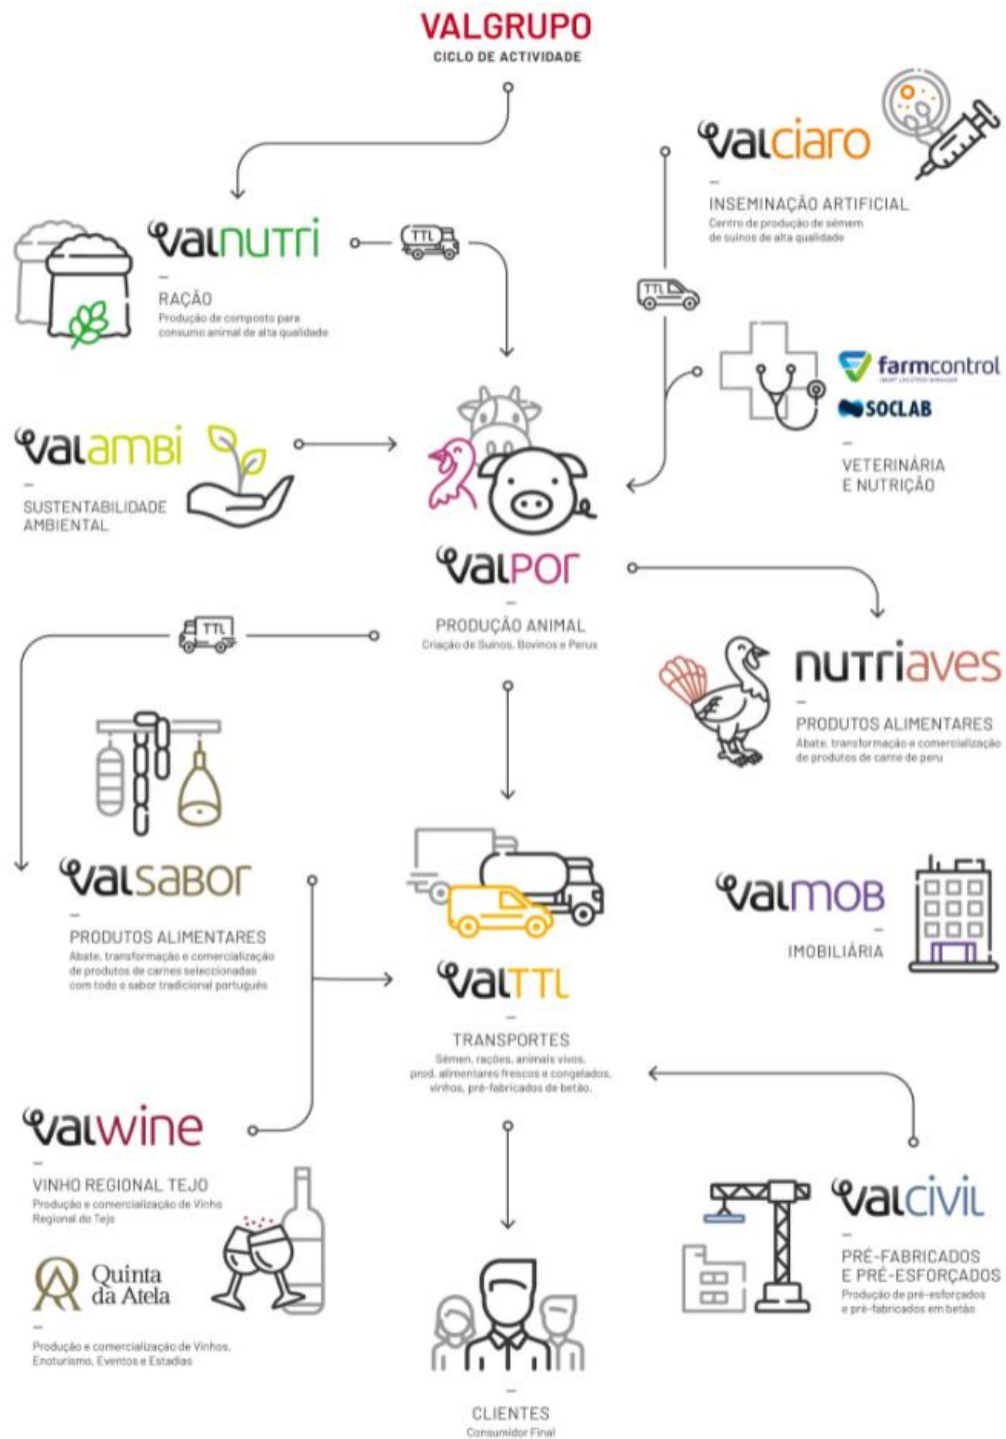 VALGRUPO
CICLO DE ACTIVIDADE
valciaro
INSEMINAÇÃO ARTIFICIAL
Centro de produção de sémem
de suínos de alta qualidade
valnutri
TTL
RAÇÃO
Produção de composto para
consumo animal de alta qualidade
TTL
farmcontrol
SOCLAB
VETERINÁRIA
E NUTRIÇÃO
valambi
SUSTENTABILIDADE
AMBIENTAL
valpor
PRODUÇÃO ANIMAL
Criação de Suínos, Bovinos e Perus
TTL
nutriaves
PRODUTOS ALIMENTARES
Abate, transformação e comercialização
de produtos de carne de peru
valsabor
PRODUTOS ALIMENTARES
Abate, transformação e comercialização
de produtos de carnes seleccionadas
com todo o sabor tradicional português
valmob
IMOBILIÁRIA
valTTL
TRANSPORTES
Sémen, rações, animais vivos,
prod. alimentares frescos e congelados,
vinhos, pré-fabricados de betão.
valwine
VINHO REGIONAL TEJO
Produção e comercialização de Vinho
Regional do Tejo
Quinta
da Atela
Produção e comercialização de Vinhos,
Enoturismo, Eventos e Estadias
valcivil
PRÉ-FABRICADOS
E PRÉ-ESFORÇADOS
Produção de pré-esforçados
e pré-fabricados em betão
CLIENTES
Consumidor Final